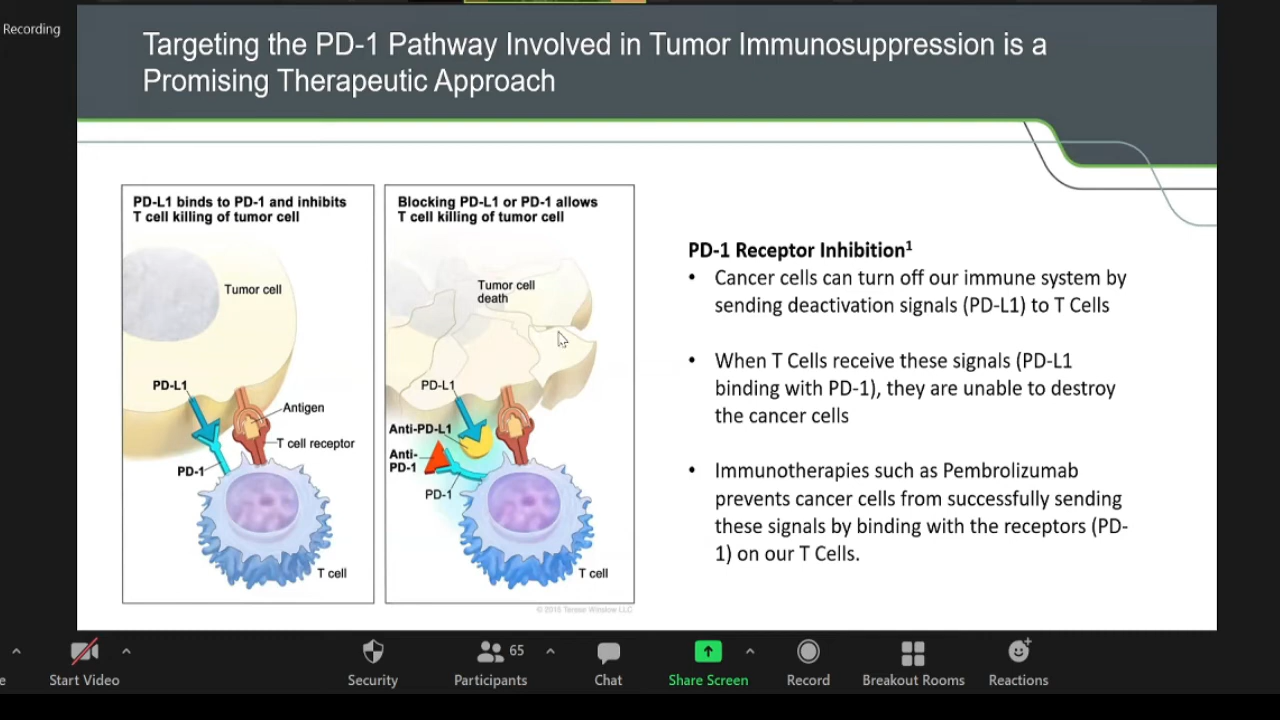 Recording
Targeting the PD-1 Pathway Involved in Tumor Immunosuppression is a
Promising Therapeutic Approach
PD-L1 binds to PD-1 and inhibits
T cell killing of tumor cell
Tumor cell
PD-L1
Antigen
T cell receptor
PD-1
T cell
Blocking PD-L1 or PD-1 allows
T cell killing of tumor cell
Tumor cell
death
PD-L1
Anti-PD-L1
Anti-
PD-1
PD-1
T cell
© 2015 Terese Winslow LLC
PD-1 Receptor Inhibition1
• Cancer cells can turn off our immune system by
sending deactivation signals (PD-L1) to T Cells
• When T Cells receive these signals (PD-L1
binding with PD-1), they are unable to destroy
the cancer cells
• Immunotherapies such as Pembrolizumab
prevents cancer cells from successfully sending
these signals by binding with the receptors (PD-
1) on our T Cells.
e
Start Video
Security
65
Participants
Chat
Share Screen
Record
Breakout Rooms
Reactions